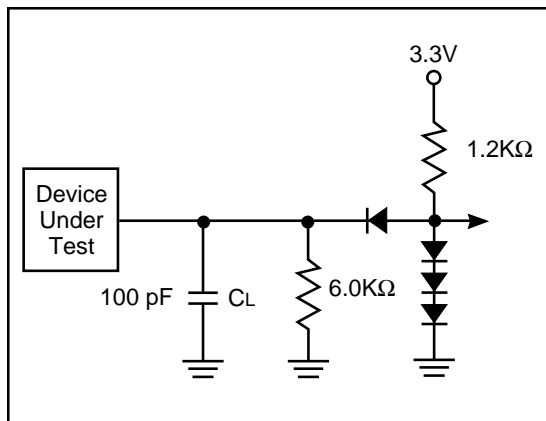 3.3V
1.2KΩ
Device
Under
Test
100 pF
CL
6.0KΩ